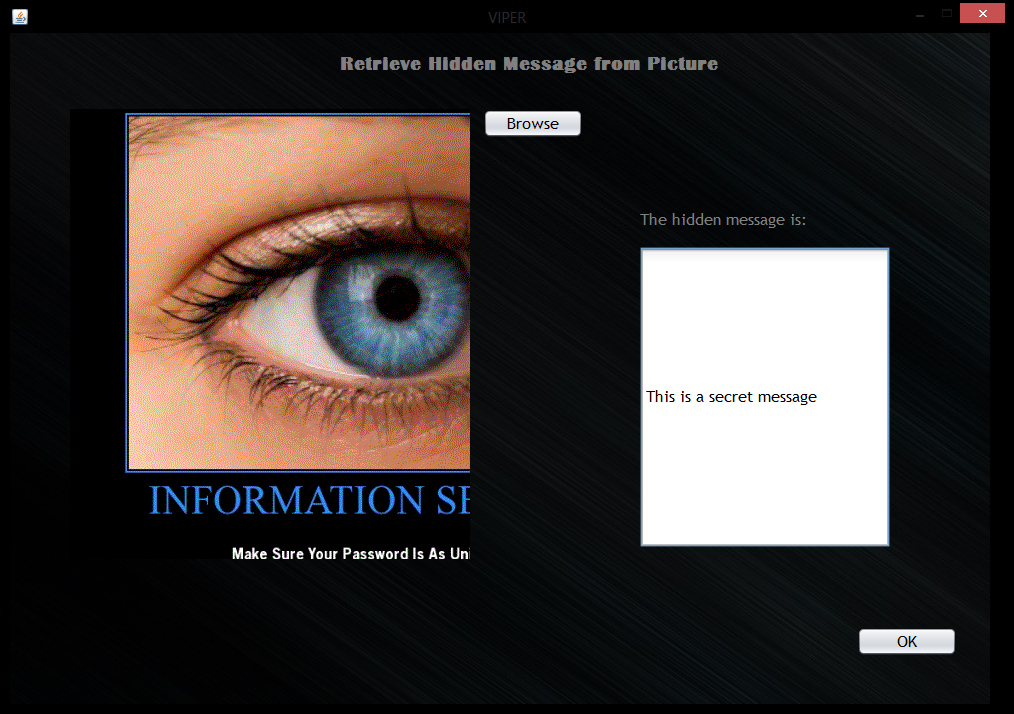 VIPER
Retrieve Hidden Message from Picture
Browse
The hidden message is:
This is a secret message
INFORMATION SE
Make Sure Your Password Is As Uni
OK